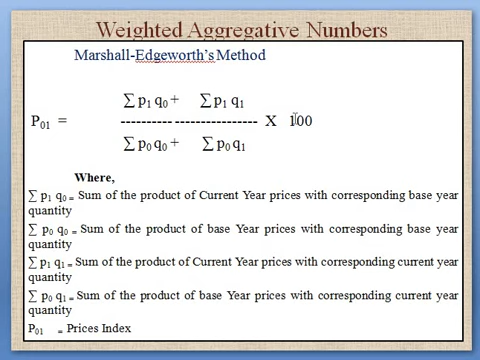 Weighted Aggregative Numbers
Marshall-Edgeworth's Method
∑ p₁ q₀ + ∑ p₁ q₁
P₀₁ = ---------- ---------------- X 100
∑ p₀ q₀ + ∑ p₀ q₁
Where,
∑ p₁ q₀ = Sum of the product of Current Year prices with corresponding base year
quantity
∑ p₀ q₀ = Sum of the product of base Year prices with corresponding base year
quantity
∑ p₁ q₁ = Sum of the product of Current Year prices with corresponding current year
quantity
∑ p₀ q₁ = Sum of the product of base Year prices with corresponding current year
quantity
P₀₁ = Prices Index